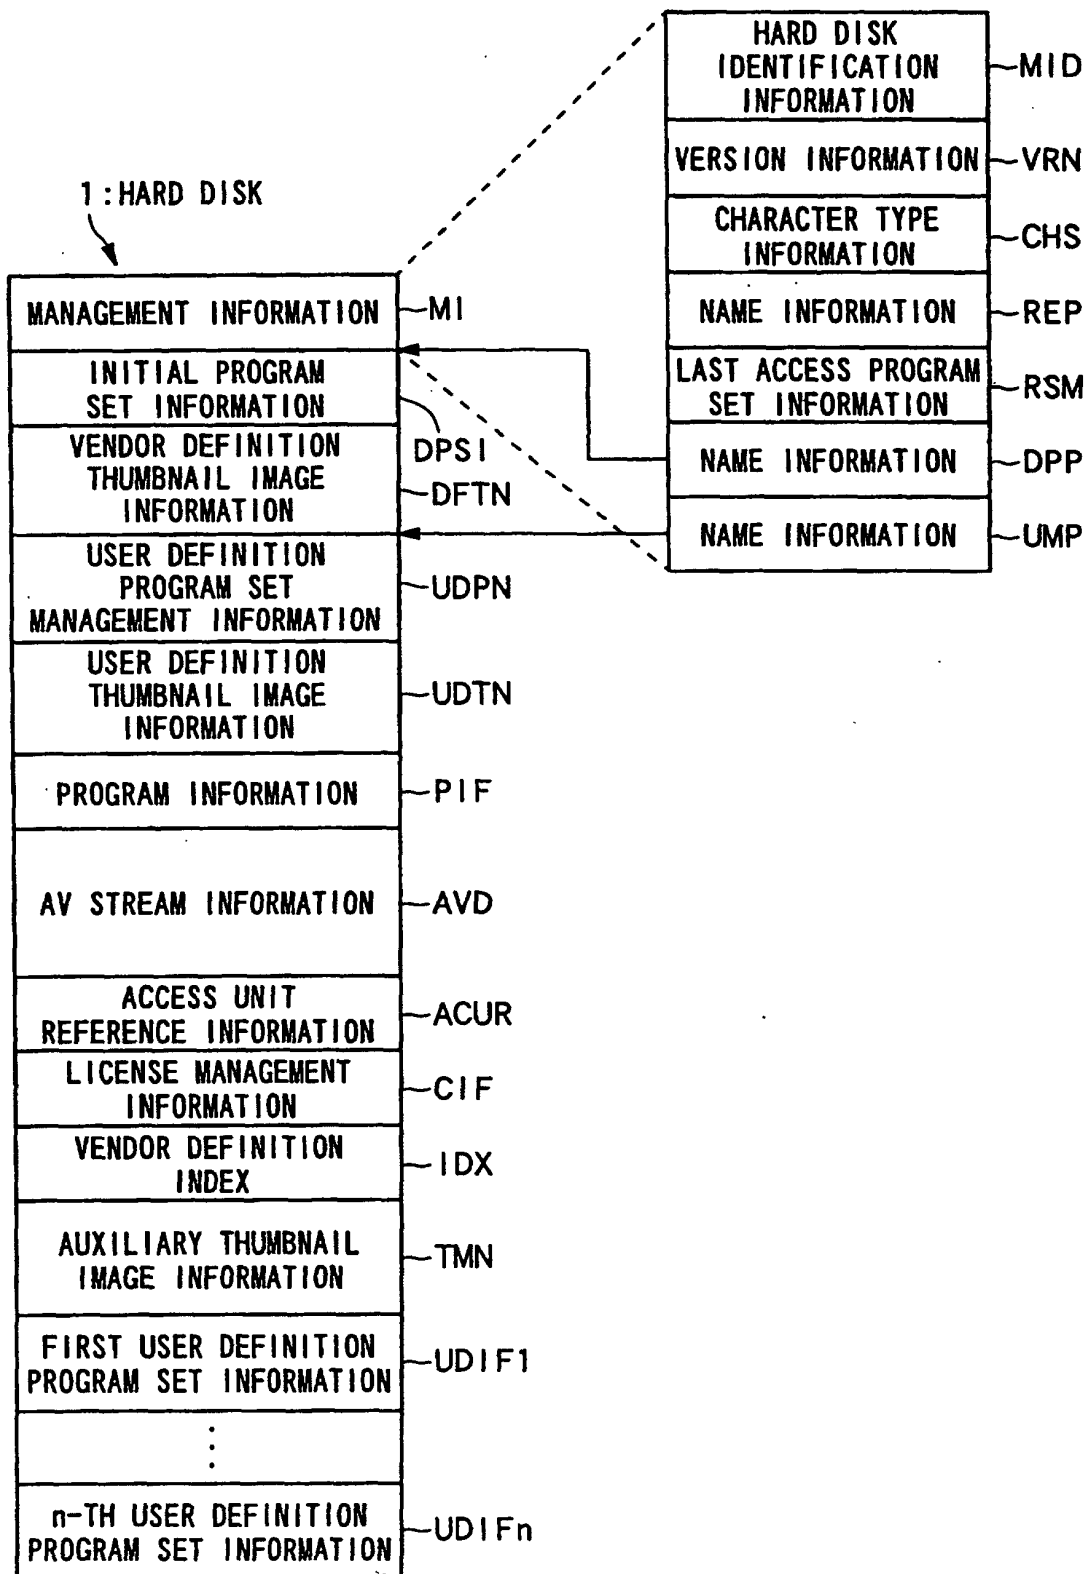 1:HARD DISK
MANAGEMENT INFORMATION
MI
INITIAL PROGRAM
SET INFORMATION
DPSI
VENDOR DEFINITION
THUMBNAIL IMAGE
INFORMATION
DFTN
USER DEFINITION
PROGRAM SET
MANAGEMENT INFORMATION
UDPN
USER DEFINITION
THUMBNAIL IMAGE
INFORMATION
UDTN
PROGRAM INFORMATION
PIF
AV STREAM INFORMATION
AVD
ACCESS UNIT
REFERENCE INFORMATION
ACUR
LICENSE MANAGEMENT
INFORMATION
CIF
VENDOR DEFINITION
INDEX
IDX
AUXILIARY THUMBNAIL
IMAGE INFORMATION
TMN
FIRST USER DEFINITION
PROGRAM SET INFORMATION
UDIF1
n-TH USER DEFINITION
PROGRAM SET INFORMATION
UDIFn
HARD DISK
IDENTIFICATION
INFORMATION
MID
VERSION INFORMATION
VRN
CHARACTER TYPE
INFORMATION
CHS
NAME INFORMATION
REP
LAST ACCESS PROGRAM
SET INFORMATION
RSM
NAME INFORMATION
DPP
NAME INFORMATION
UMP